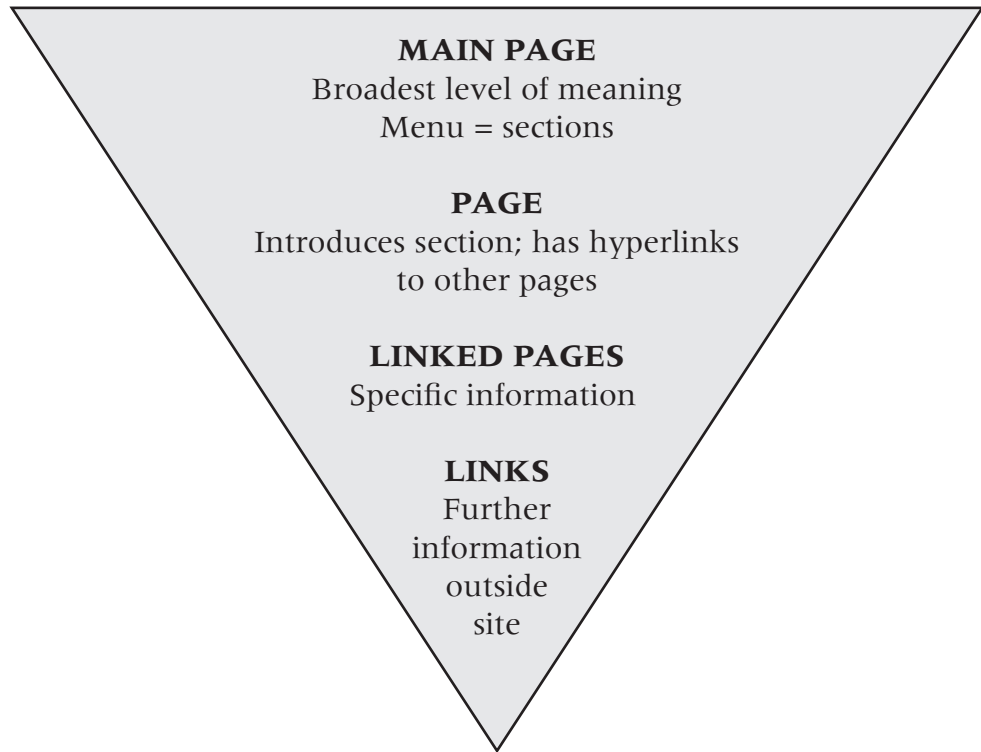 MAIN PAGE
Broadest level of meaning
Menu = sections
PAGE
Introduces section; has hyperlinks
to other pages
LINKED PAGES
Specific information
LINKS
Further
information
outside
site